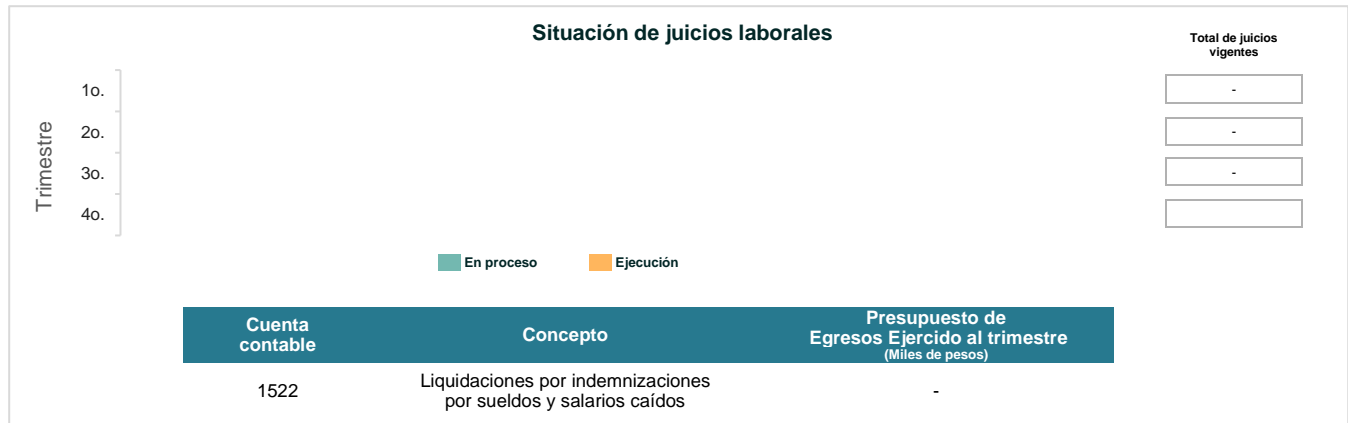 Situación de juicios laborales
Total de juicios
vigentes
Trimestre
1o.
-
2o.
-
3o.
-
4o.
En proceso
Ejecución
Cuenta
contable
Concepto
Presupuesto de
Egresos Ejercido al trimestre
(Miles de pesos)
1522
Liquidaciones por indemnizaciones
por sueldos y salarios caídos
-